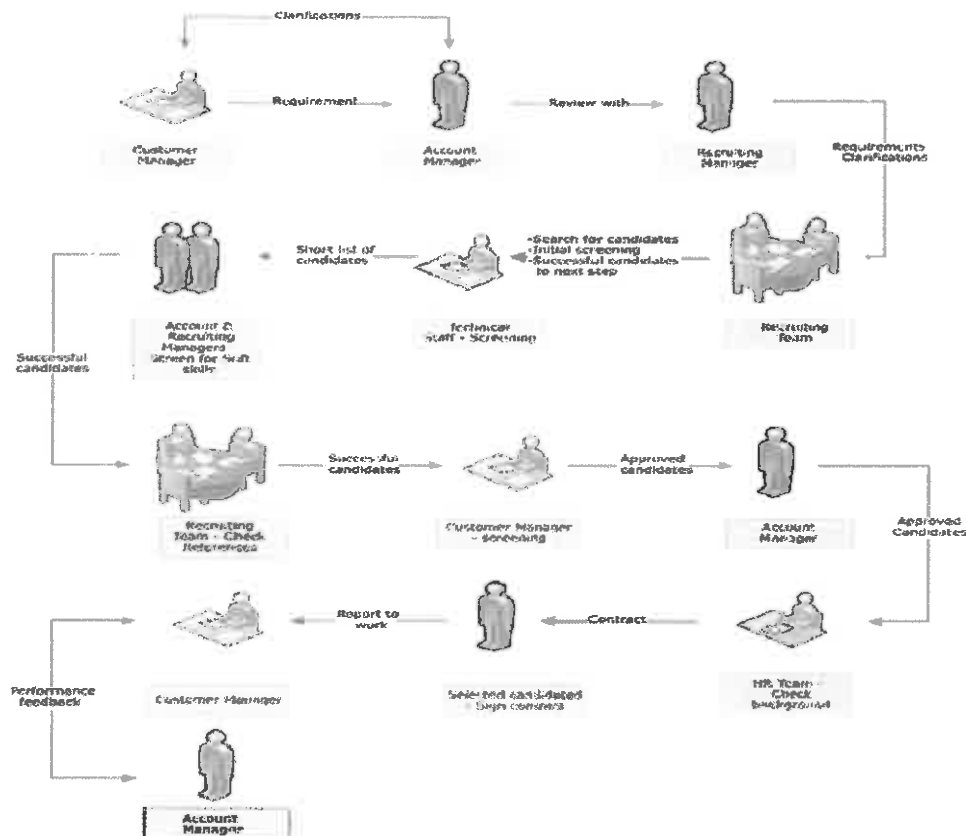 Clarifications
Requirement
Review with
Customer
Manager
Account
Manager
Recruiting
Manager
Requirements
Clarifications
Short list of
candidates
-Search for candidates
-Initial screening
-Successful candidates
to next step
Account &
Recruiting
Managers
Screen for Soft
skills
Technical
Staff - Screening
Recruiting
Team
Successful
candidates
Successful
candidates
Approved
candidates
Recruiting
Team - Check
References
Customer Manager
- screening
Account
Manager
Approved
Candidates
Report to
work
Contract
Customer Manager
Selected candidated
- Sign contract
HR Team -
Check
background
Performance
feedback
Account
Manager